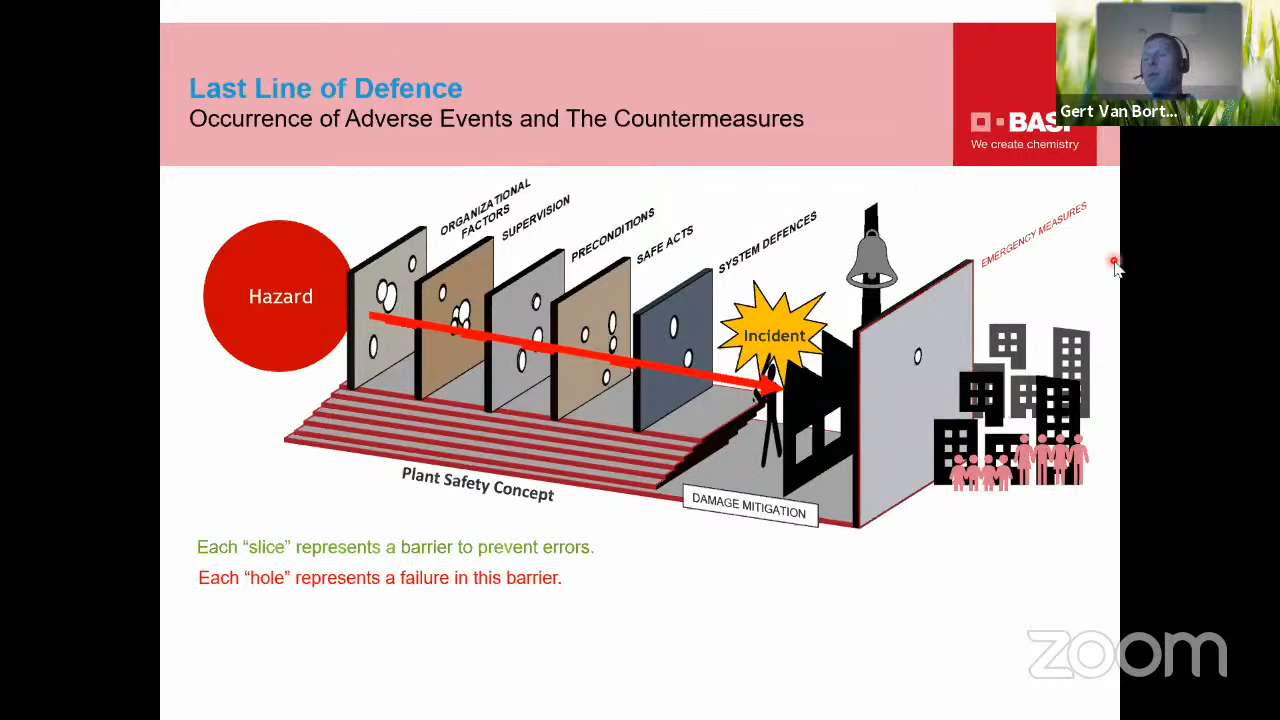 Last Line of Defence
Occurrence of Adverse Events and The Countermeasures
Gert Van Bort...
We create chemistry
Hazard
ORGANIZATIONAL
FACTORS
SUPERVISION
PRECONDITIONS
SAFE ACTS
SYSTEM DEFENCES
EMERGENCY MEASURES
Incident
Plant Safety Concept
DAMAGE MITIGATION
Each “slice” represents a barrier to prevent errors.
Each “hole” represents a failure in this barrier.
zoom